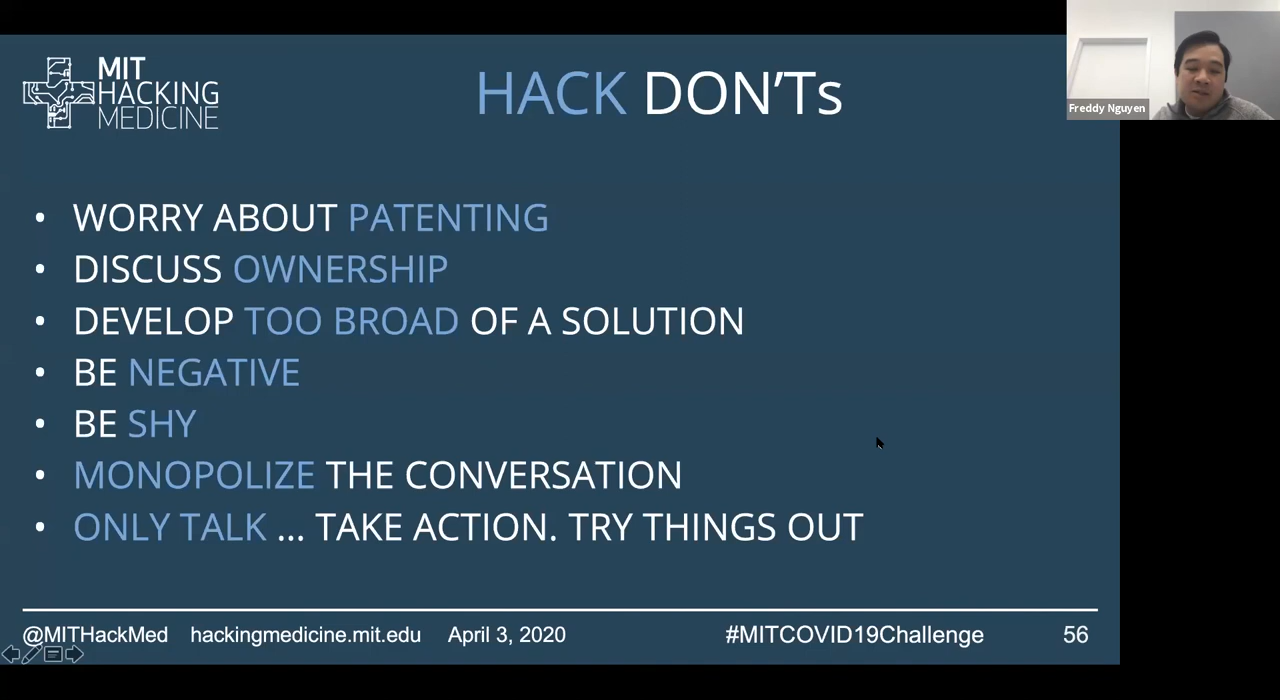 MIT
HACKING
MEDICINE
HACK DON'Ts
Freddy Nguyen
• WORRY ABOUT PATENTING
• DISCUSS OWNERSHIP
• DEVELOP TOO BROAD OF A SOLUTION
• BE NEGATIVE
• BE SHY
• MONOPOLIZE THE CONVERSATION
• ONLY TALK ... TAKE ACTION. TRY THINGS OUT
@MITHackMed hackingmedicine.mit.edu April 3, 2020 #MITCOVID19Challenge 56